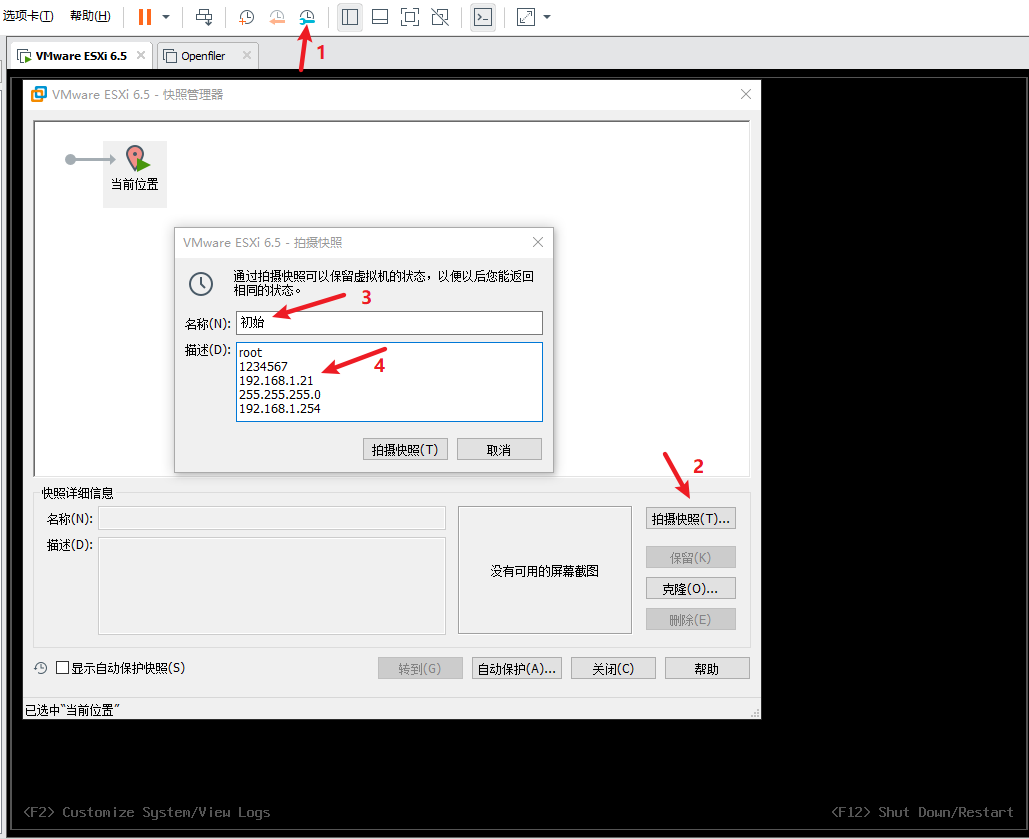 选项卡(T) 帮助(H)
1
VMware ESXi 6.5 Openfiler
VMware ESXi 6.5 - 快照管理器
当前位置
VMware ESXi 6.5 - 拍摄快照
通过拍摄快照可以保留虚拟机的状态，以便以后您能返回
相同的状态。
3
名称(N): 初始
描述(D): root
1234567
192.168.1.21
255.255.255.0
192.168.1.254
4
拍摄快照(T) 取消
2
快照详细信息
名称(N):
描述(D):
没有可用的屏幕截图
拍摄快照(T)...
保留(K)
克隆(O)...
删除(E)
显示自动保护快照(S)
转到(G) 自动保护(A)... 关闭(C) 帮助
已选中“当前位置”
<F2> Customize System/View Logs <F12> Shut Down/Restart